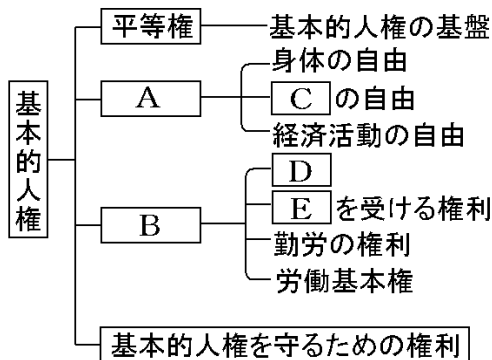 平等権 基本的人権の基盤
身体の自由
A
Cの自由
経済活動の自由
基本的人権
D
Eを受ける権利
B
勤労の権利
労働基本権
基本的人権を守るための権利